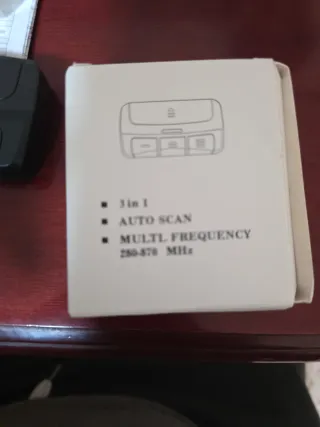 ■ 3 in 1
■ AUTO SCAN
■ MULTL FREQUENCY
280-870 MHz